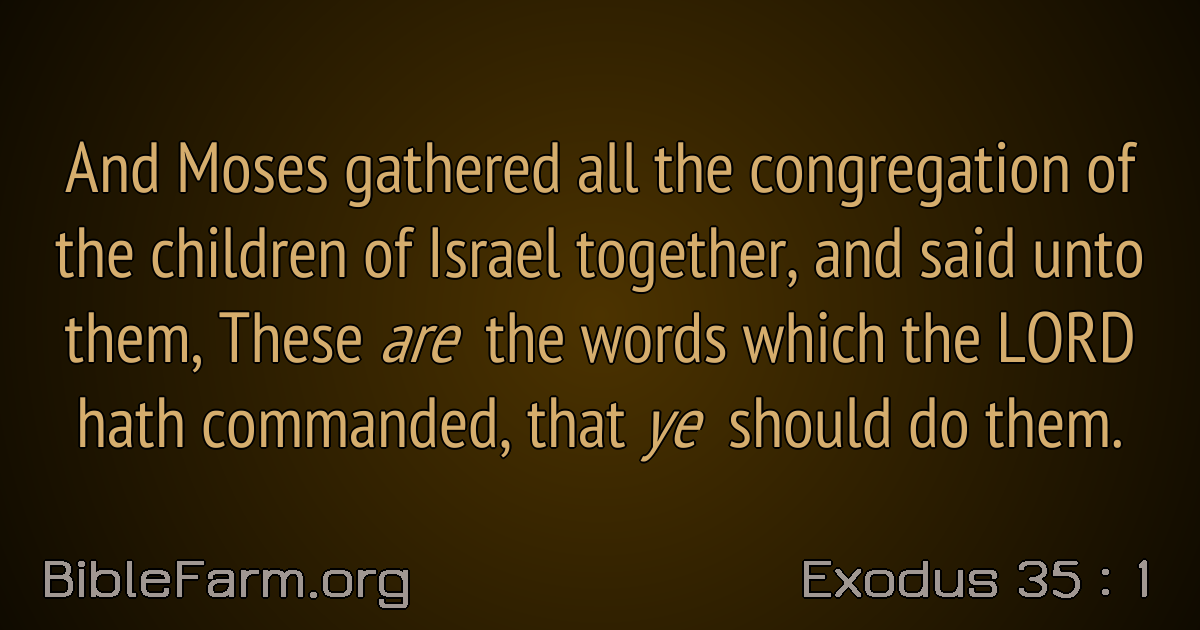 And Moses gathered all the congregation of
the children of Israel together, and said unto
them, These are the words which the LORD
hath commanded, that ye should do them.
BibleFarm.org
Exodus 35 : 1